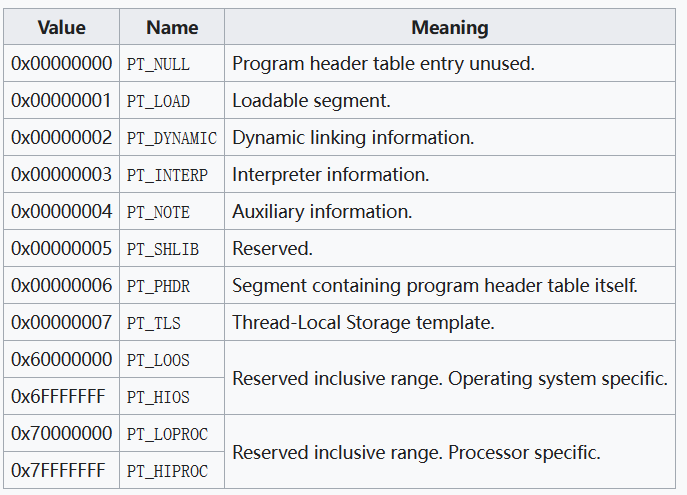 Value Name Meaning
0x00000000 PT_NULL Program header table entry unused.
0x00000001 PT_LOAD Loadable segment.
0x00000002 PT_DYNAMIC Dynamic linking information.
0x00000003 PT_INTERP Interpreter information.
0x00000004 PT_NOTE Auxiliary information.
0x00000005 PT_SHLIB Reserved.
0x00000006 PT_PHDR Segment containing program header table itself.
0x00000007 PT_TLS Thread-Local Storage template.
0x60000000 PT_LOOS
Reserved inclusive range. Operating system specific.
0x6FFFFFFF PT_HIOS
0x70000000 PT_LOPROC
Reserved inclusive range. Processor specific.
0x7FFFFFFF PT_HIPROC